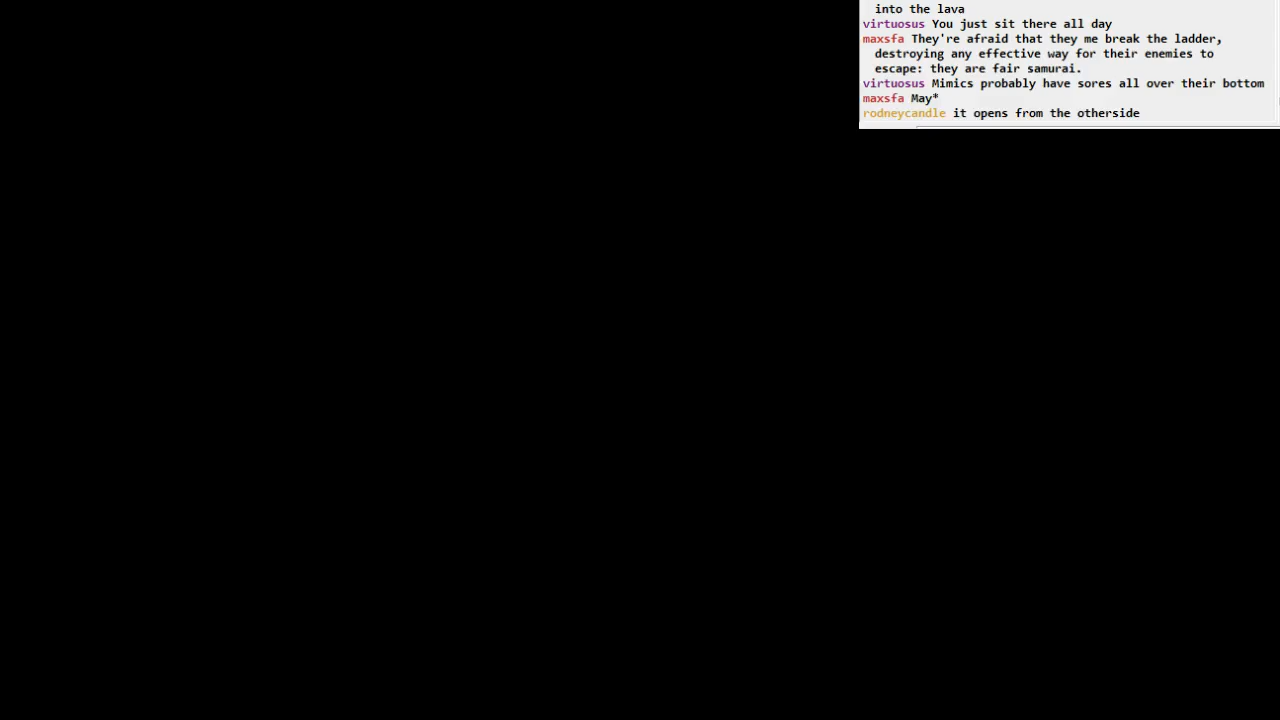 into the lava
virtuosus You just sit there all day
maxsfa They're afraid that they me break the ladder,
destroying any effective way for their enemies to
escape: they are fair samurai.
virtuosus Mimics probably have sores all over their bottom
maxsfa May*
rodneycandle it opens from the otherside